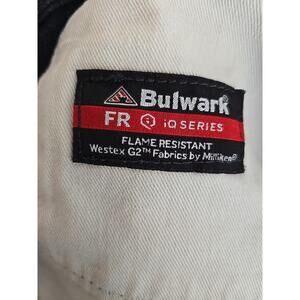 Bulwark®
FR iQ SERIES
FLAME RESISTANT
Westex G2™ Fabrics by Milliken®